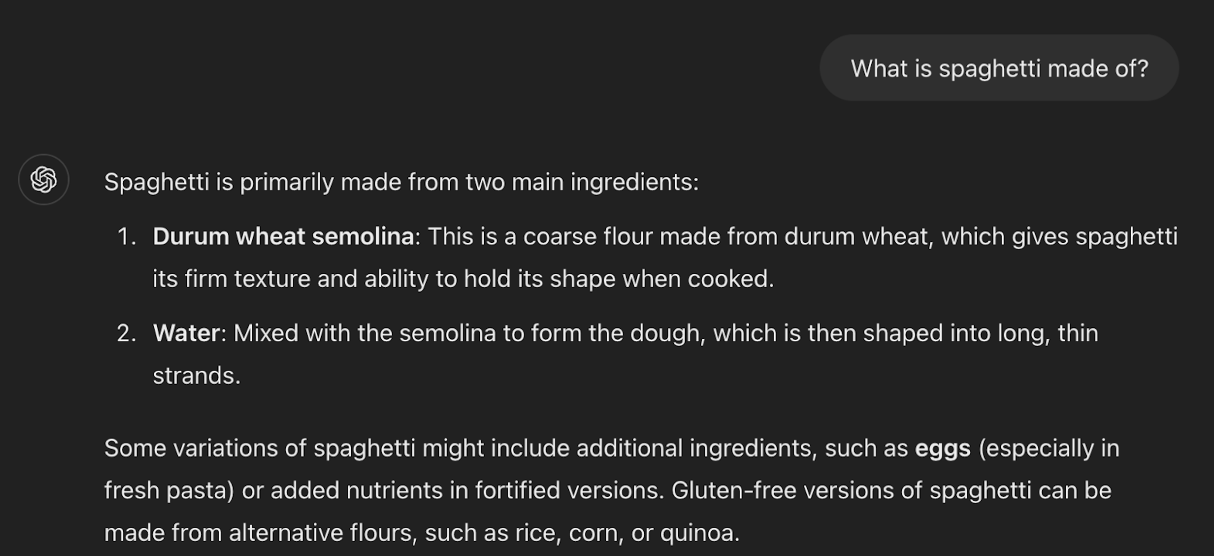 What is spaghetti made of?
Spaghetti is primarily made from two main ingredients:
1. Durum wheat semolina: This is a coarse flour made from durum wheat, which gives spaghetti
its firm texture and ability to hold its shape when cooked.
2. Water: Mixed with the semolina to form the dough, which is then shaped into long, thin
strands.
Some variations of spaghetti might include additional ingredients, such as eggs (especially in
fresh pasta) or added nutrients in fortified versions. Gluten-free versions of spaghetti can be
made from alternative flours, such as rice, corn, or quinoa.